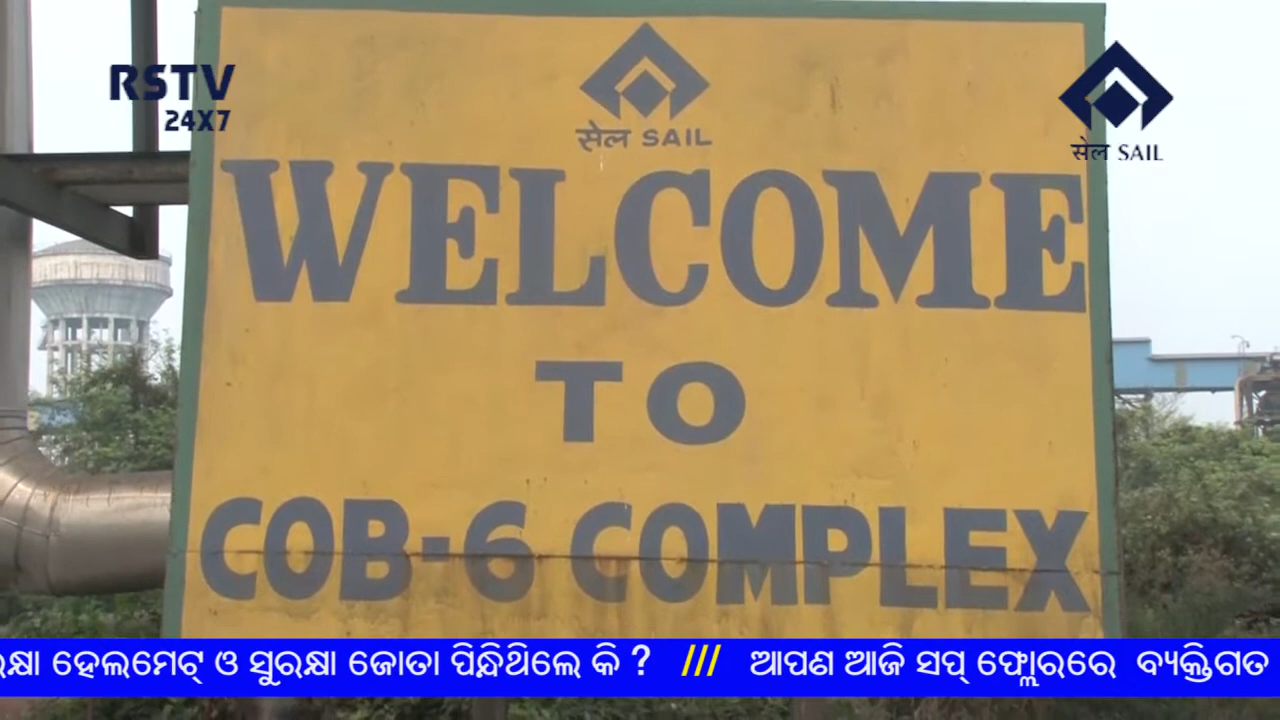 RSTV
24X7
सेल SAIL
सेल SAIL
WELCOME
TO
COB-6 COMPLEX
ହେଲମେଟ୍ ଓ ସୁରକ୍ଷା ଜୋତା ପିନ୍ଧିଥିଲେ କି ? /// ଆପଣ ଆଜି ସପ୍ ଫ୍ଲୋରରେ ବ୍ୟକ୍ତିଗତ